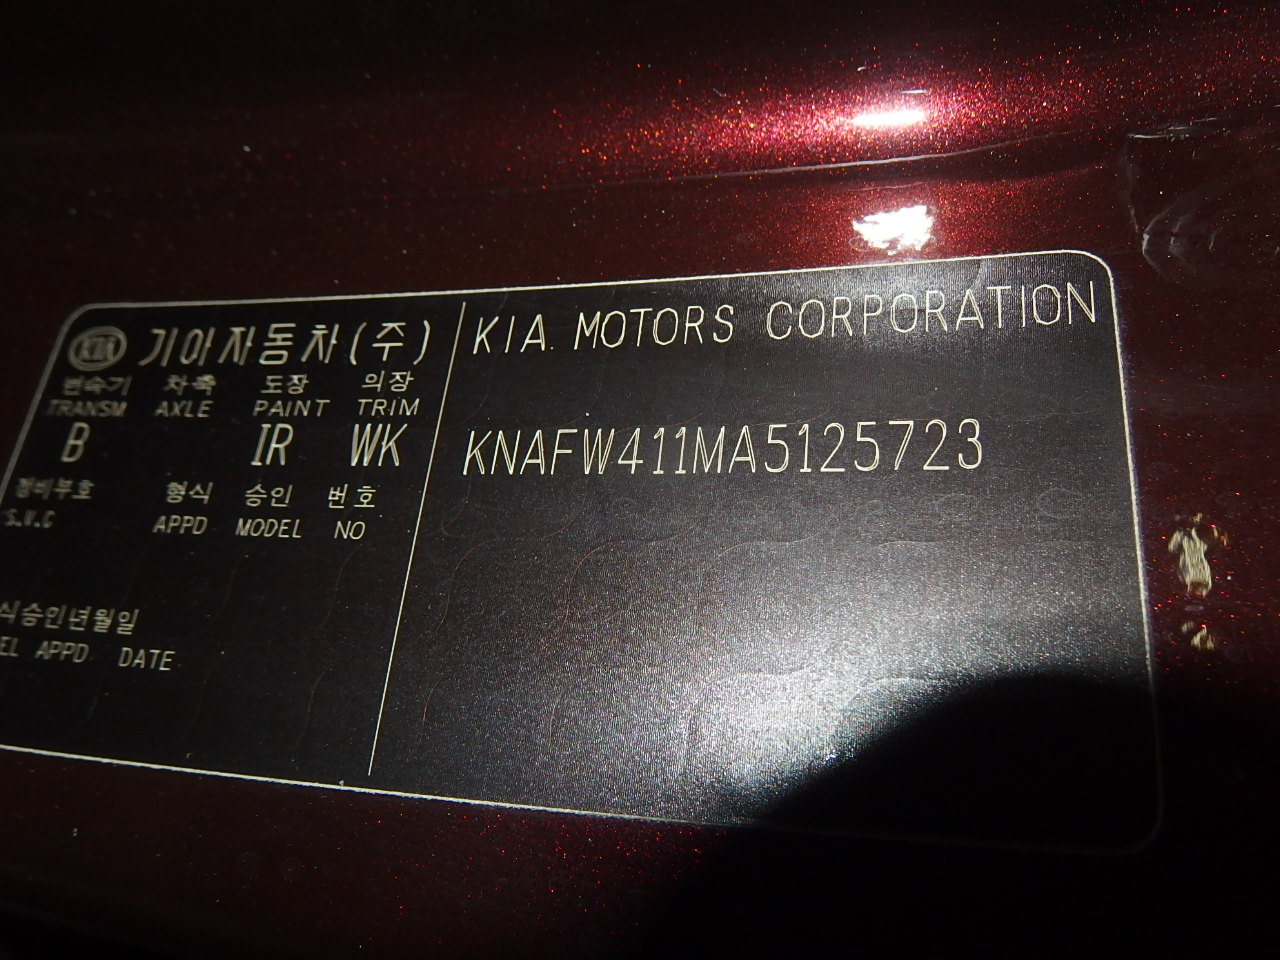 KIA 기아자동차(주)
변속기 차축 도장 의장
TRANSM AXLE PAINT TRIM
B IR WK
정비부호 형식 승인 번호
S.V.C APPD MODEL NO
식승인년월일
EL APPD DATE
KIA MOTORS CORPORATION
KNAFW411MA5125723